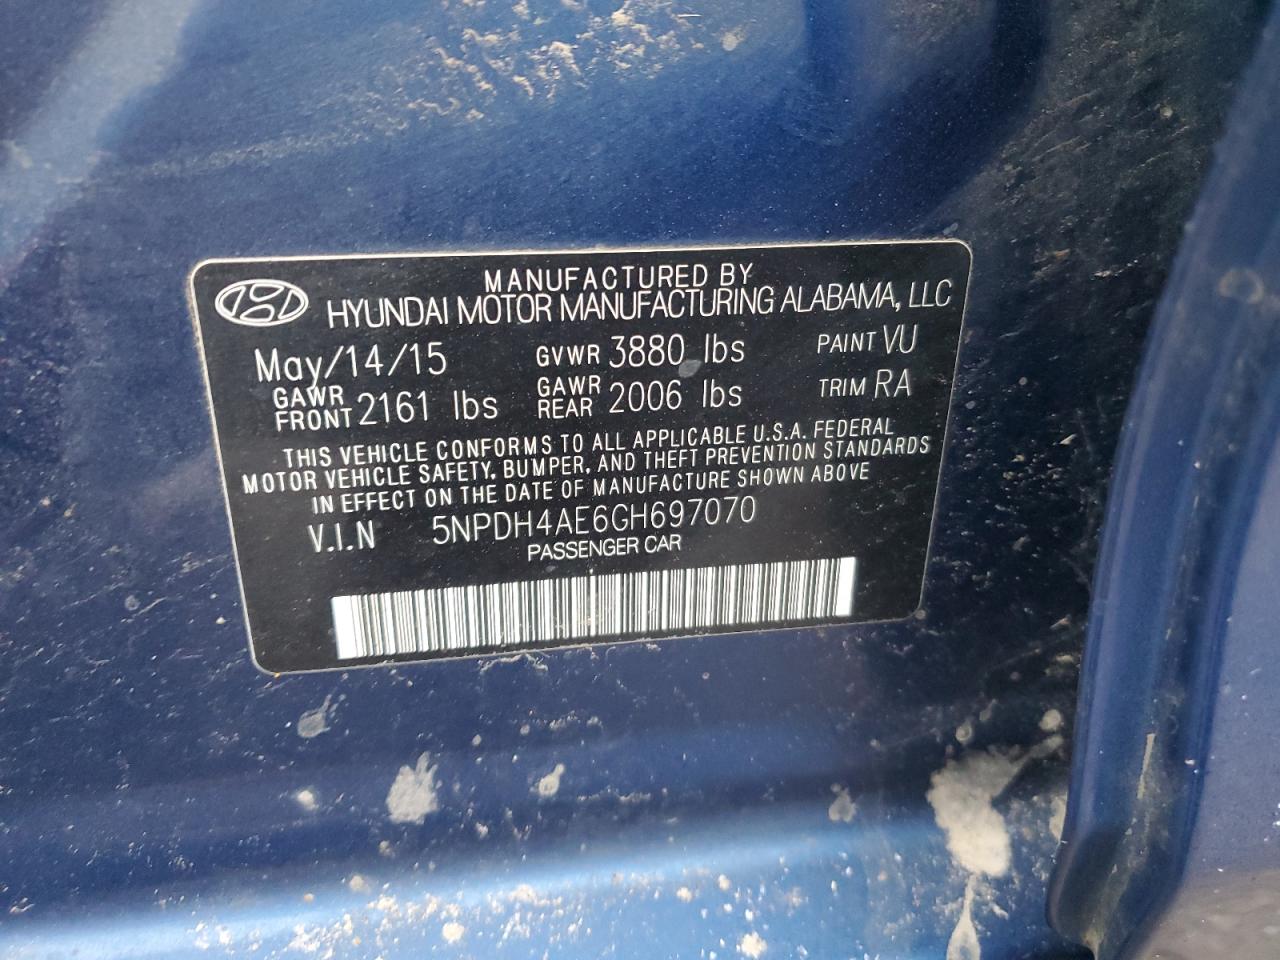 MANUFACTURED BY
HYUNDAI MOTOR MANUFACTURING ALABAMA, LLC
May/14/15 GVWR 3880 lbs PAINT VU
GAWR FRONT 2161 lbs GAWR REAR 2006 lbs TRIM RA
THIS VEHICLE CONFORMS TO ALL APPLICABLE U.S.A. FEDERAL
MOTOR VEHICLE SAFETY, BUMPER, AND THEFT PREVENTION STANDARDS
IN EFFECT ON THE DATE OF MANUFACTURE SHOWN ABOVE
V.I.N 5NPDH4AE6GH697070
PASSENGER CAR